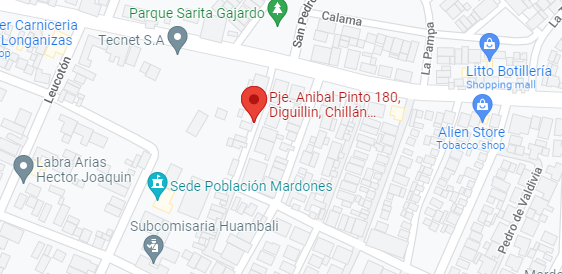 Parque Sarita Gajardo
er Carniceria
Longanizas
op
Tecnet S.A
San Pedro
Calama
La Pampa
Leucotón
Litto Botillería
Shopping mall
Pje. Anibal Pinto 180,
Diguillin, Chillán...
Alien Store
Tobacco shop
Labra Arias
Hector Joaquin
Sede Población Mardones
Pedro de Valdivia
Subcomisaria Huambali
Mardo